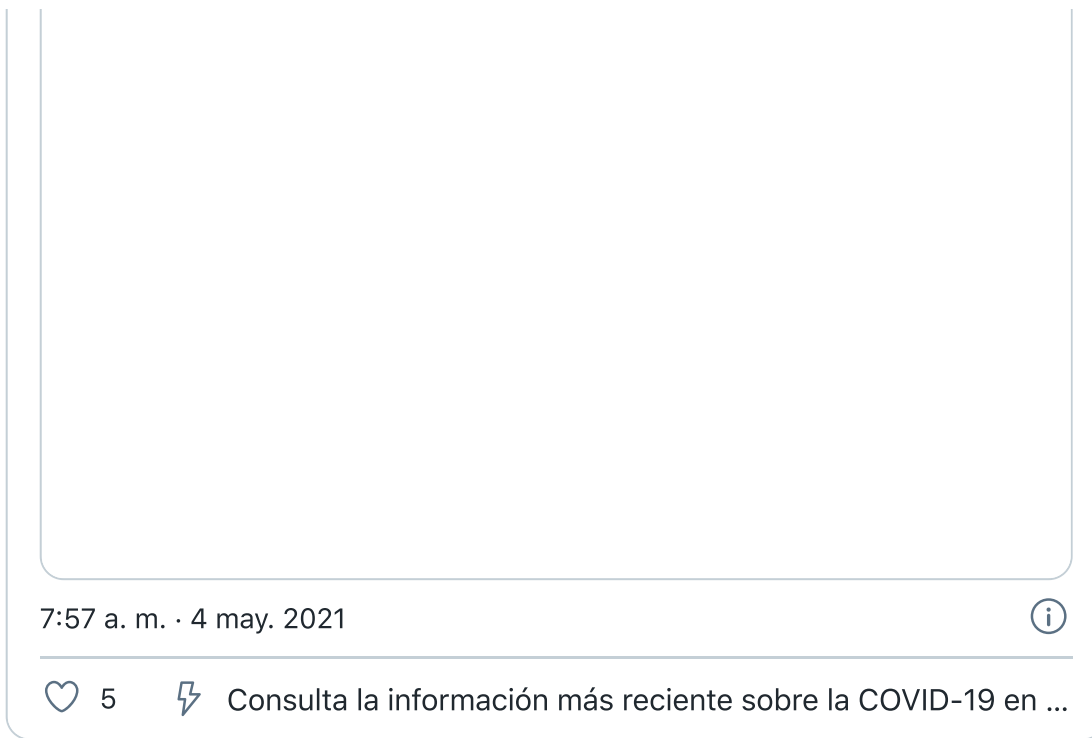 7:57 a. m. · 4 may. 2021
5 Consulta la información más reciente sobre la COVID-19 en ...